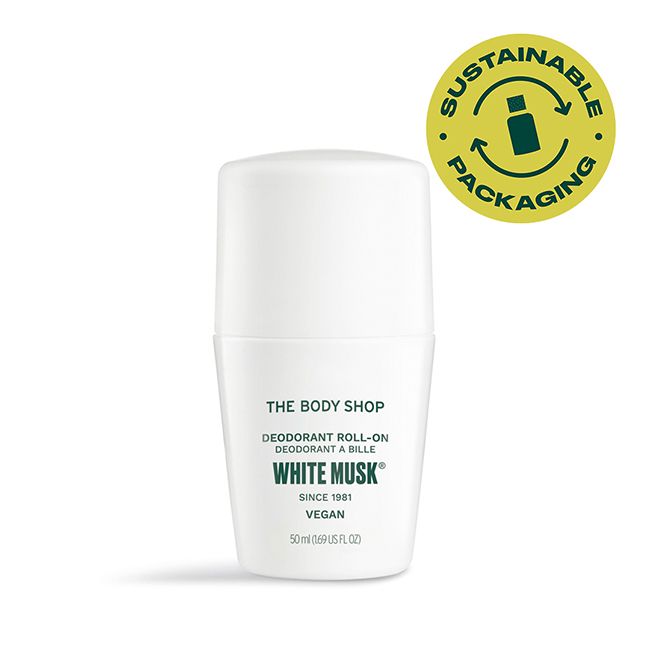 SUSTAINABLE
PACKAGING
THE BODY SHOP
DEODORANT ROLL-ON
DEODORANT A BILLE
WHITE MUSK®
SINCE 1981
VEGAN
50 ml (1.69 US FL OZ)